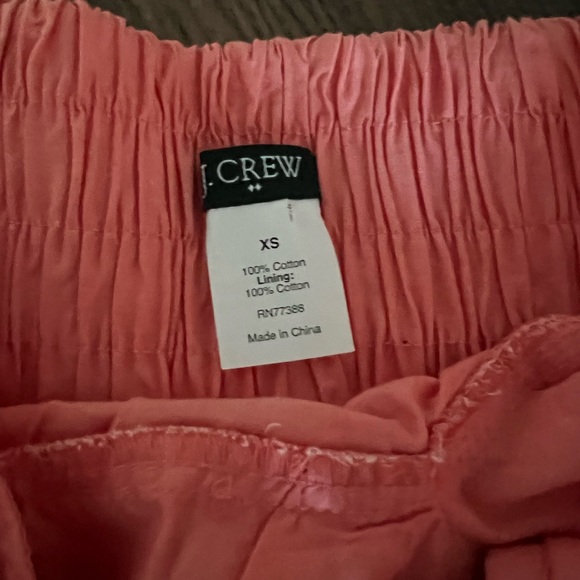 J.CREW
XS
100% Cotton
Lining:
100% Cotton
RN77388
Made in China